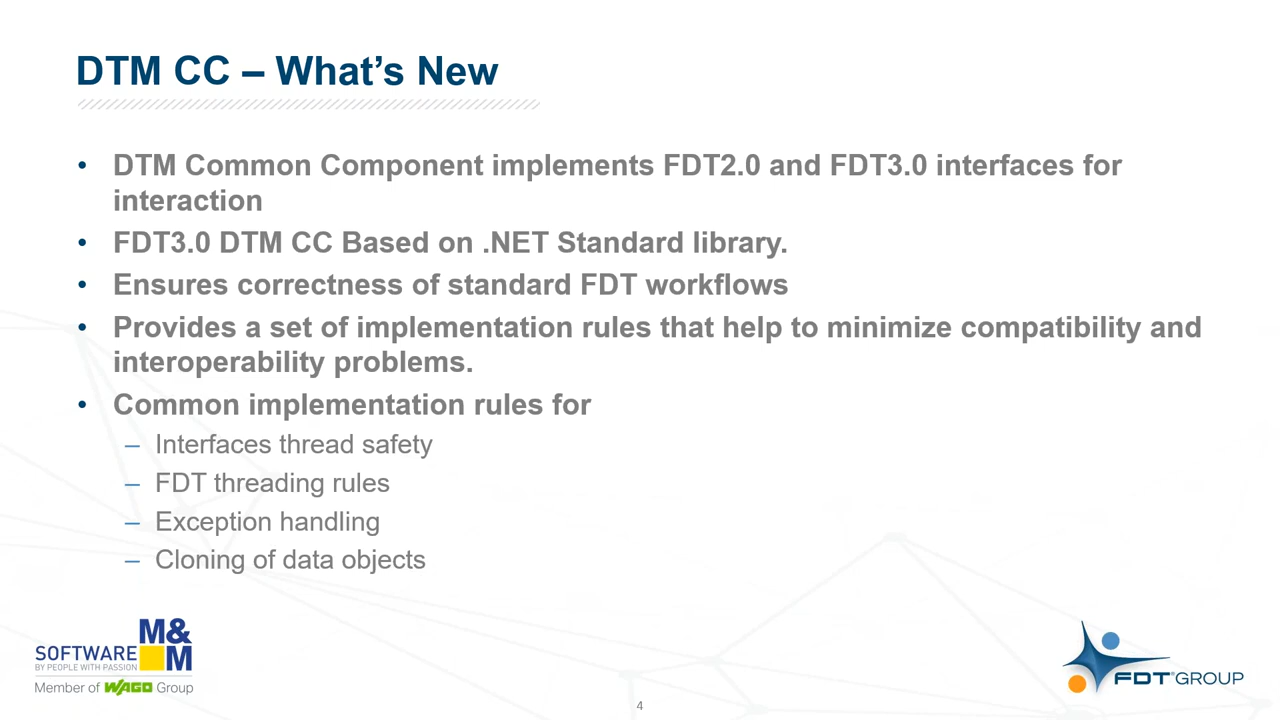 DTM CC – What's New
• DTM Common Component implements FDT2.0 and FDT3.0 interfaces for
interaction
• FDT3.0 DTM CC Based on .NET Standard library.
• Ensures correctness of standard FDT workflows
• Provides a set of implementation rules that help to minimize compatibility and
interoperability problems.
• Common implementation rules for
– Interfaces thread safety
– FDT threading rules
– Exception handling
– Cloning of data objects
M&
SOFTWARE M
BY PEOPLE WITH PASSION
Member of WAGO Group
FDT® GROUP
4